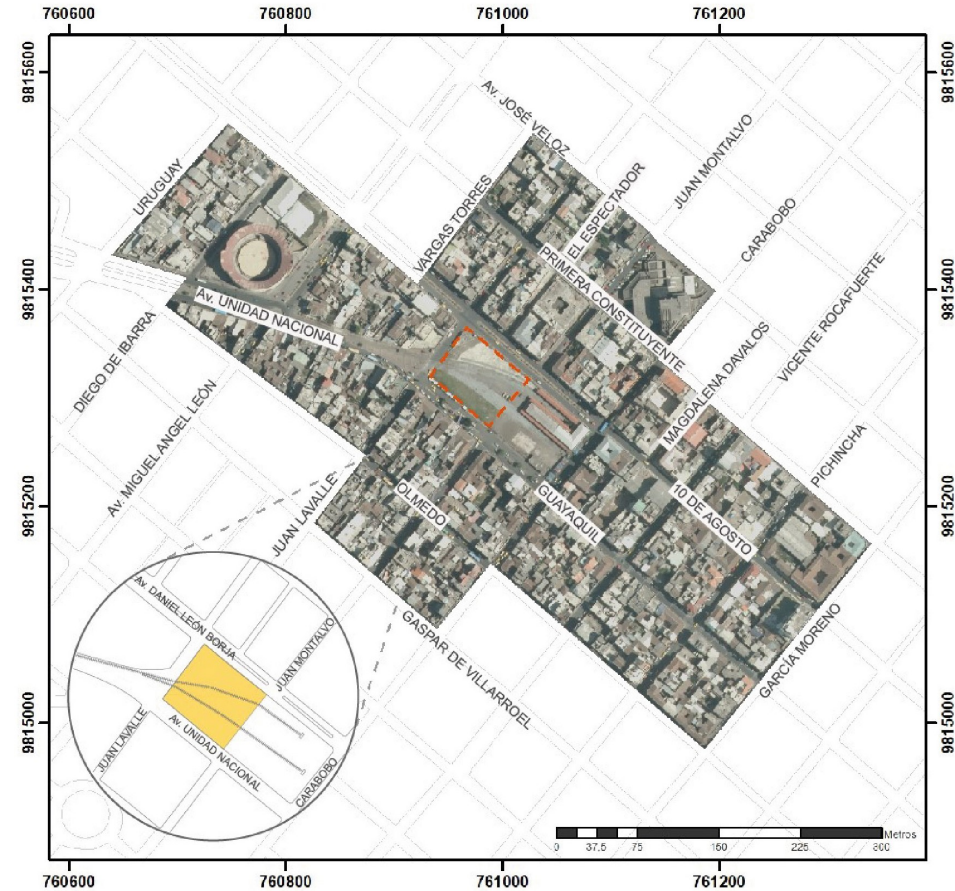 760600 760800 761000 761200
9815600 9815600
Av. JOSÉ VELOZ
JUAN MONTALVO
EL ESPECTADOR
URUGUAY
VARGAS TORRES
CARABOBO
PRIMERA CONSTITUYENTE
VICENTE ROCAFUERTE
9815400 9815400
Av. UNIDAD NACIONAL
DIEGO DE IBARRA
MAGDALENA DAVALOS
Av. MIGUEL ANGEL LEÓN
PICHINCHA
9815200 9815200
JUAN LAVALLE
OLMEDO
GUAYAQUIL
10 DE AGOSTO
GASPAR DE VILLARROEL
GARCÍA MORENO
Av. DANIEL LEÓN BORJA
JUAN MONTALVO
JUAN LAVALLE
Av. UNIDAD NACIONAL
CARABOBO
9815000 9815000
Metros
0 37,5 75 150 225 300
760600 760800 761000 761200